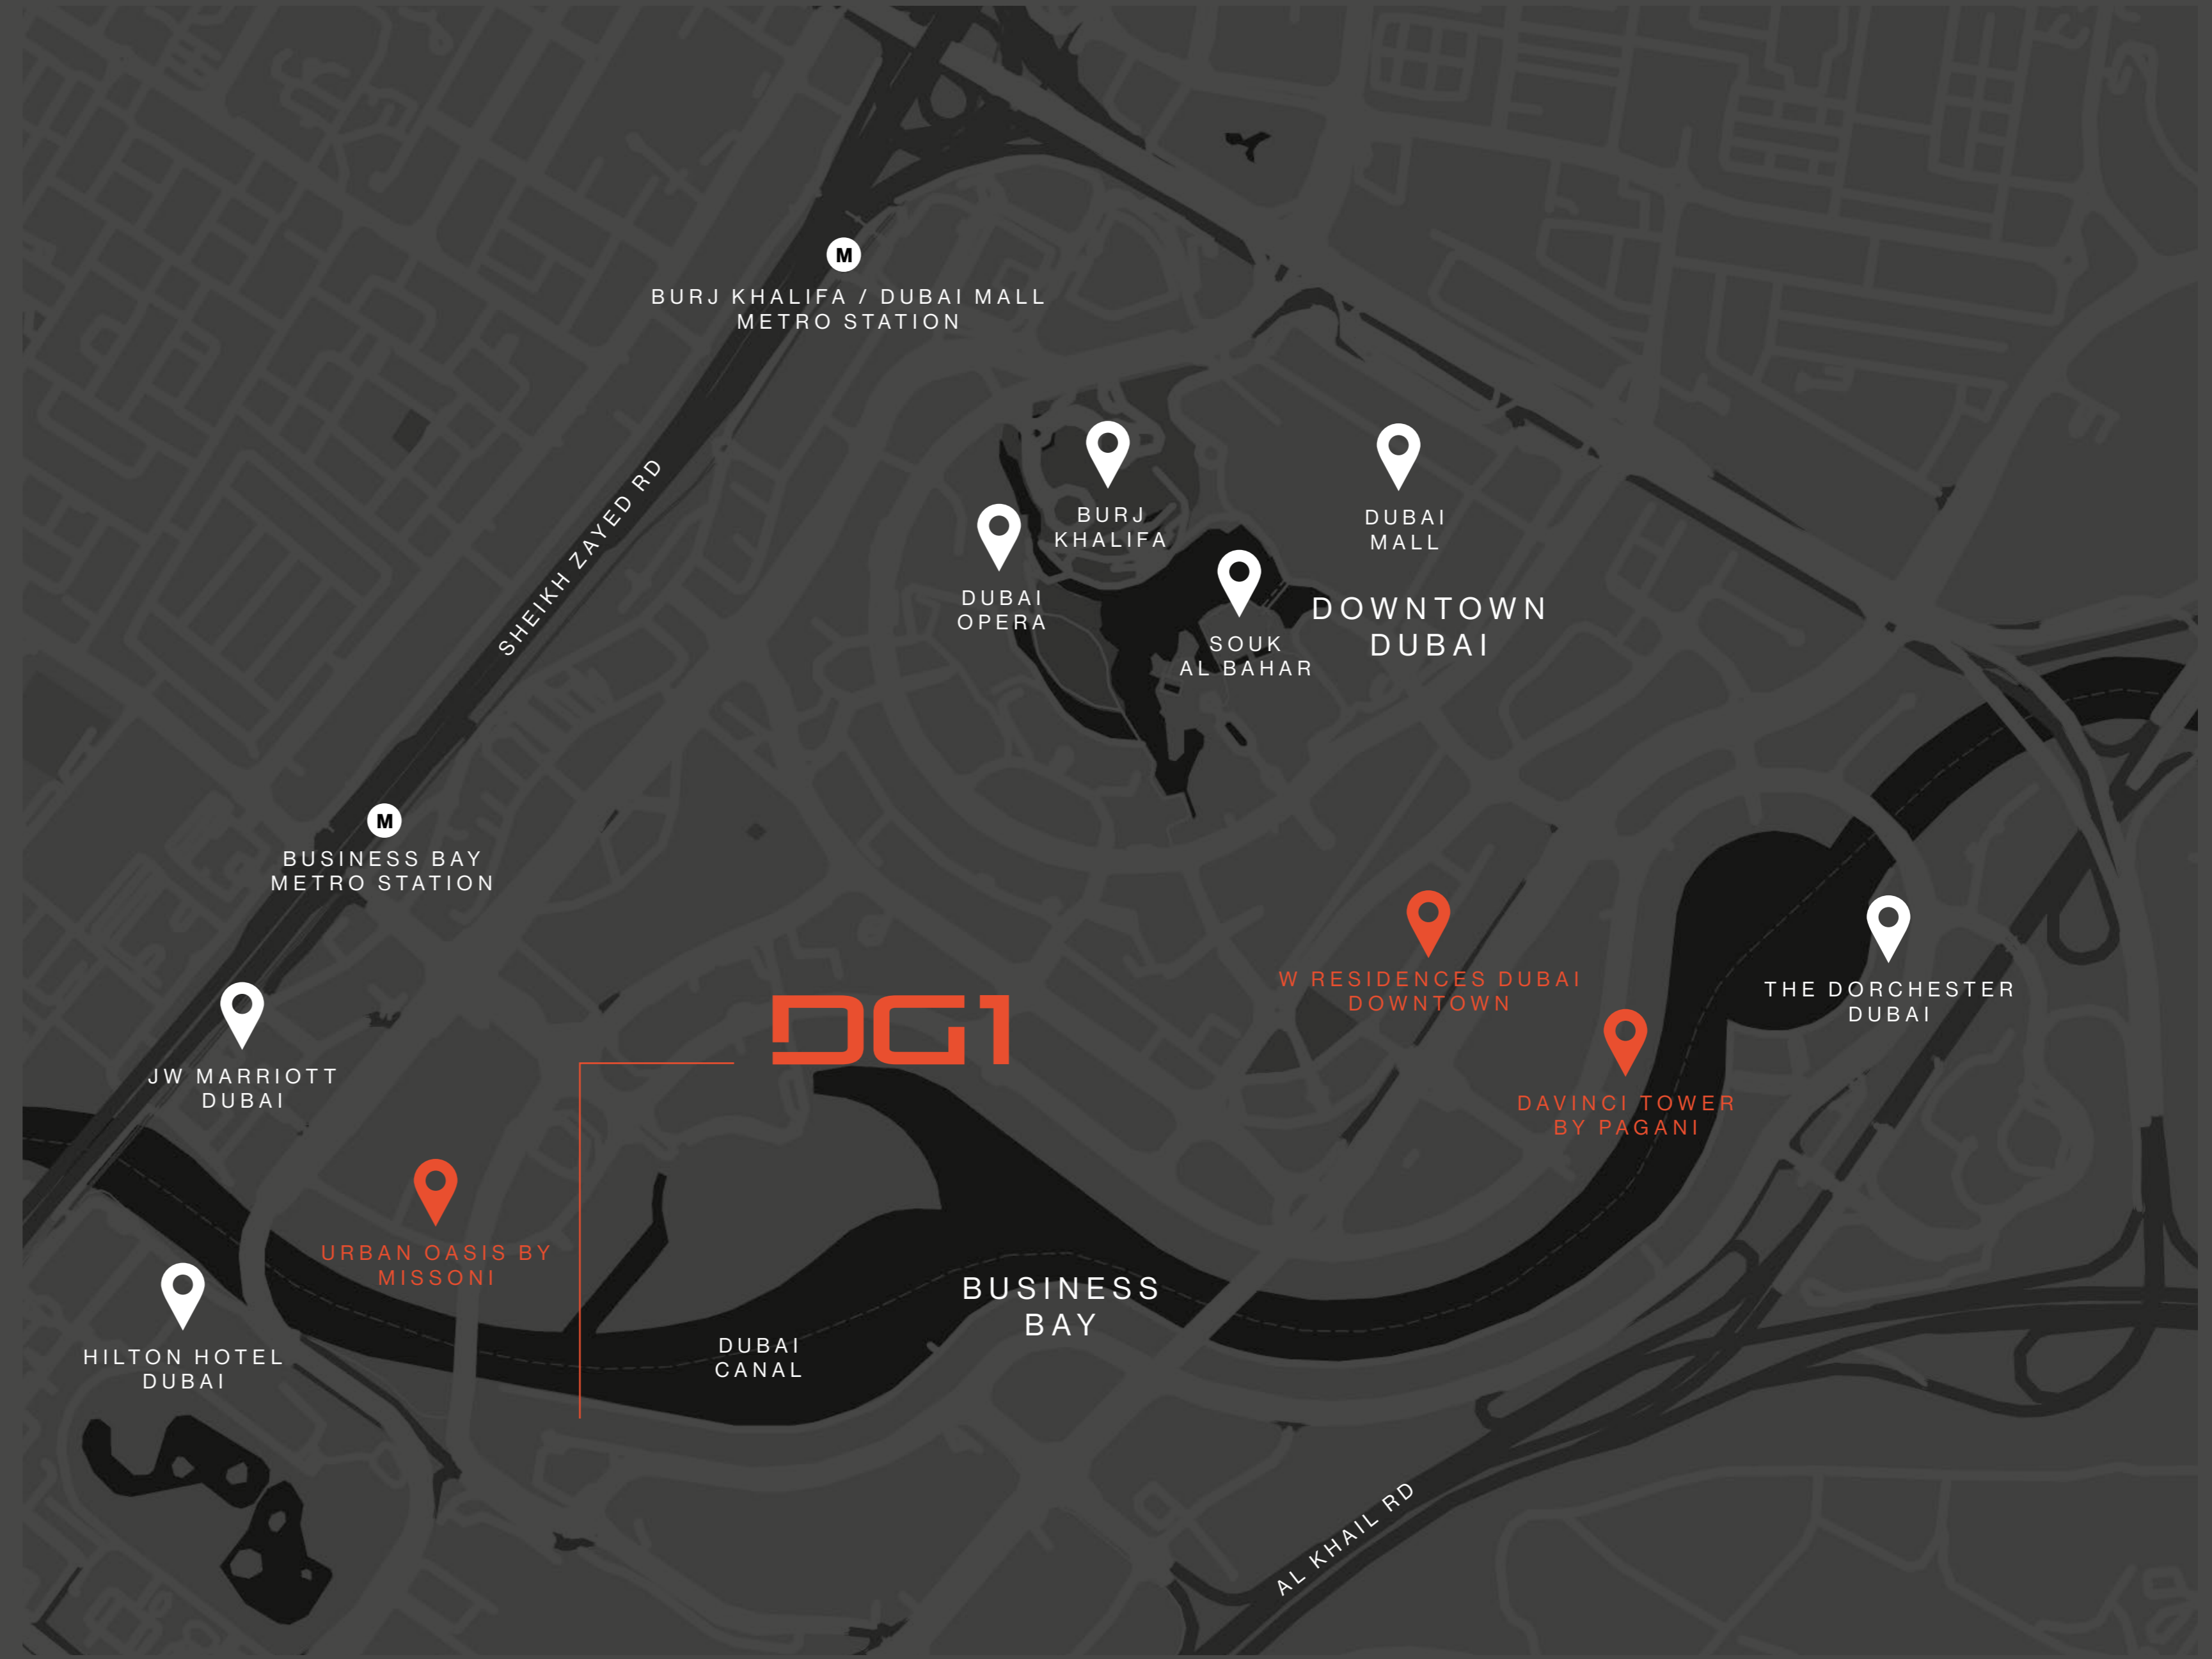 M
BURJ KHALIFA / DUBAI MALL
METRO STATION
SHEIKH ZAYED RD
BURJ
KHALIFA
DUBAI
MALL
DUBAI
OPERA
DOWNTOWN
DUBAI
SOUK
AL BAHAR
M
BUSINESS BAY
METRO STATION
W RESIDENCES DUBAI
DOWNTOWN
THE DORCHESTER
DUBAI
DG1
JW MARRIOTT
DUBAI
DAVINCI TOWER
BY PAGANI
URBAN OASIS BY
MISSONI
BUSINESS
BAY
DUBAI
CANAL
HILTON HOTEL
DUBAI
AL KHAIL RD